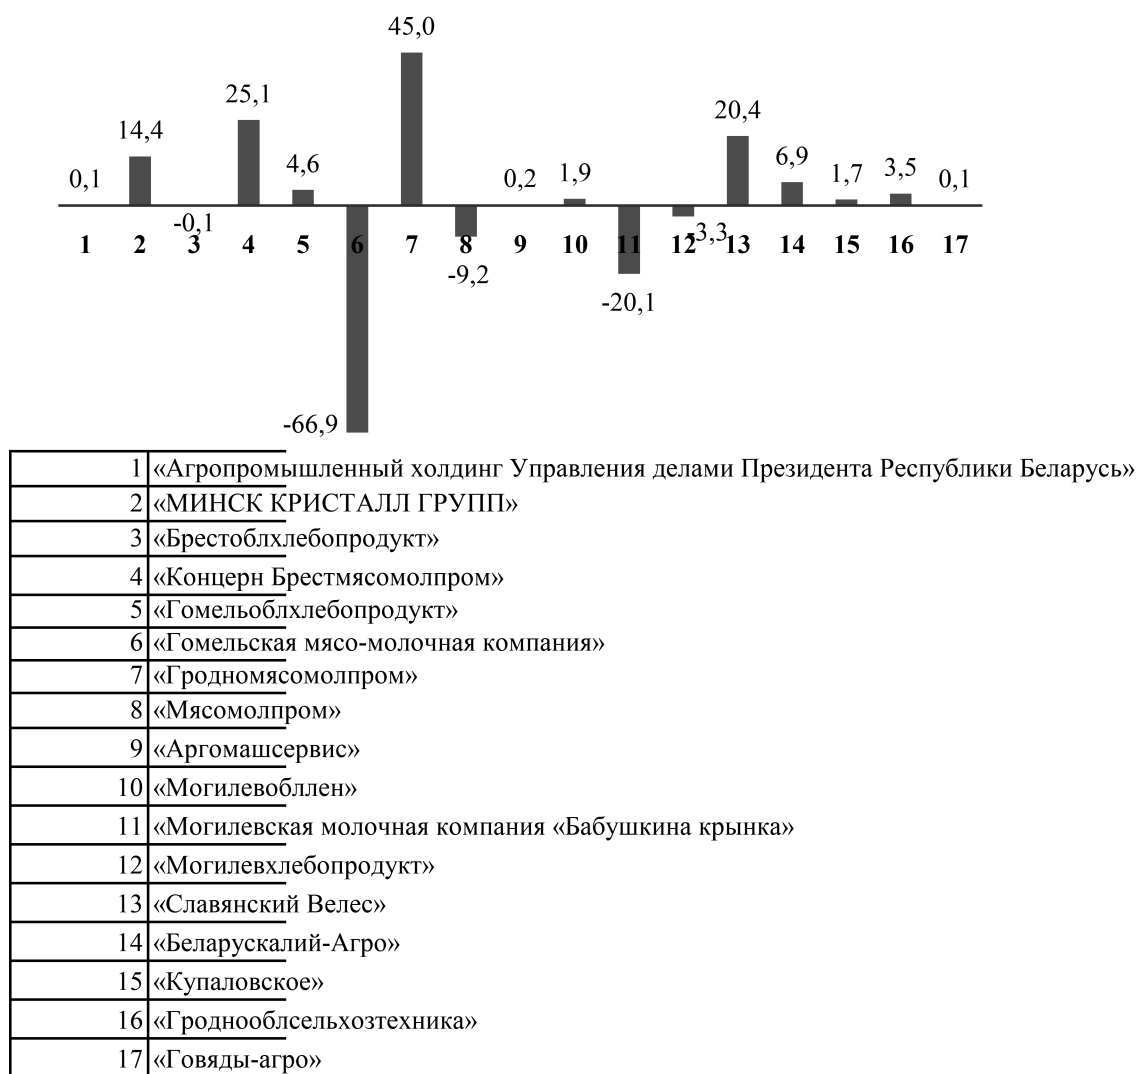 45,0
25,1
20,4
14,4
6,9
4,6
3,5
0,1 0,2 1,9 1,7 0,1
-0,1 -3,3
1 2 3 4 5 6 7 8 9 10 11 12 13 14 15 16 17
-9,2
-20,1
-66,9
1 «Агропромышленный холдинг Управления делами Президента Республики Беларусь»
2 «МИНСК КРИСТАЛЛ ГРУПП»
3 «Брестоблхлебопродукт»
4 «Концерн Брестмясомолпром»
5 «Гомельоблхлебопродукт»
6 «Гомельская мясо-молочная компания»
7 «Гродномясомолпром»
8 «Мясомолпром»
9 «Аргомашсервис»
10 «Могилевобллен»
11 «Могилевская молочная компания «Бабушкина крынка»
12 «Могилевхлебопродукт»
13 «Славянский Велес»
14 «Беларускалий-Агро»
15 «Купаловское»
16 «Гроднооблсельхозтехника»
17 «Говяды-агро»